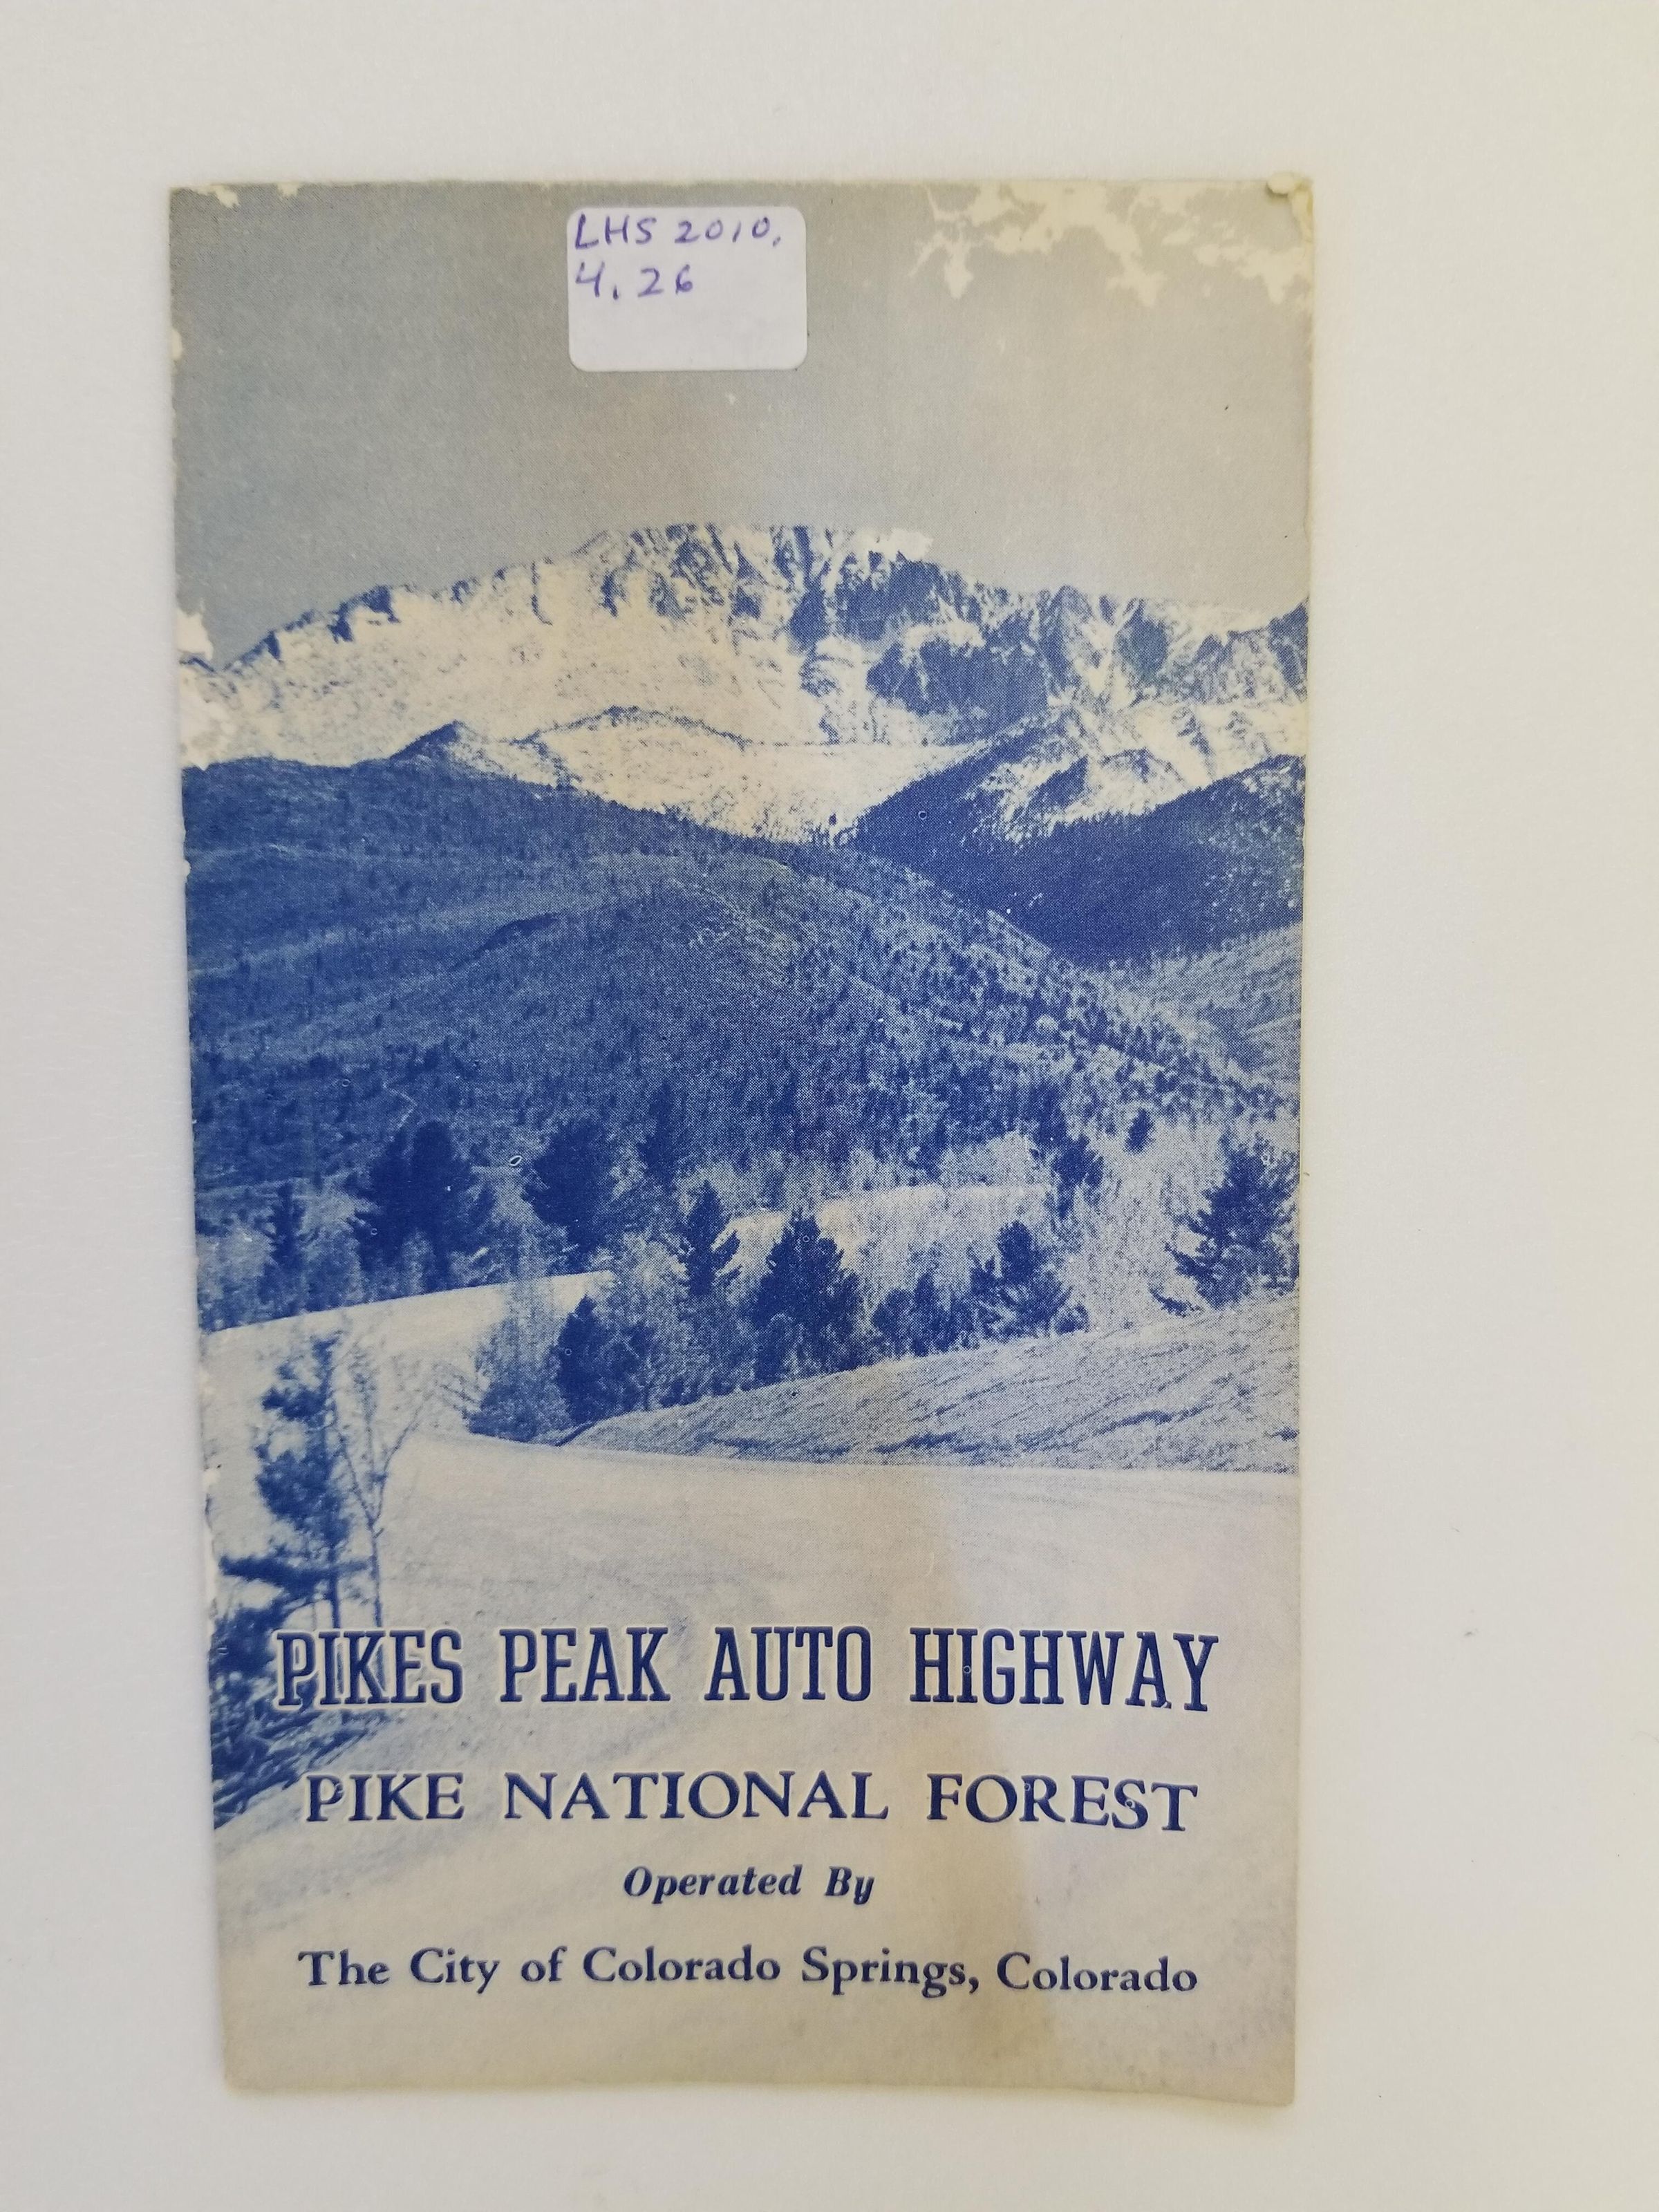 LHS 2010.
4.26
PIKES PEAK AUTO HIGHWAY
PIKE NATIONAL FOREST
Operated By
The City of Colorado Springs, Colorado